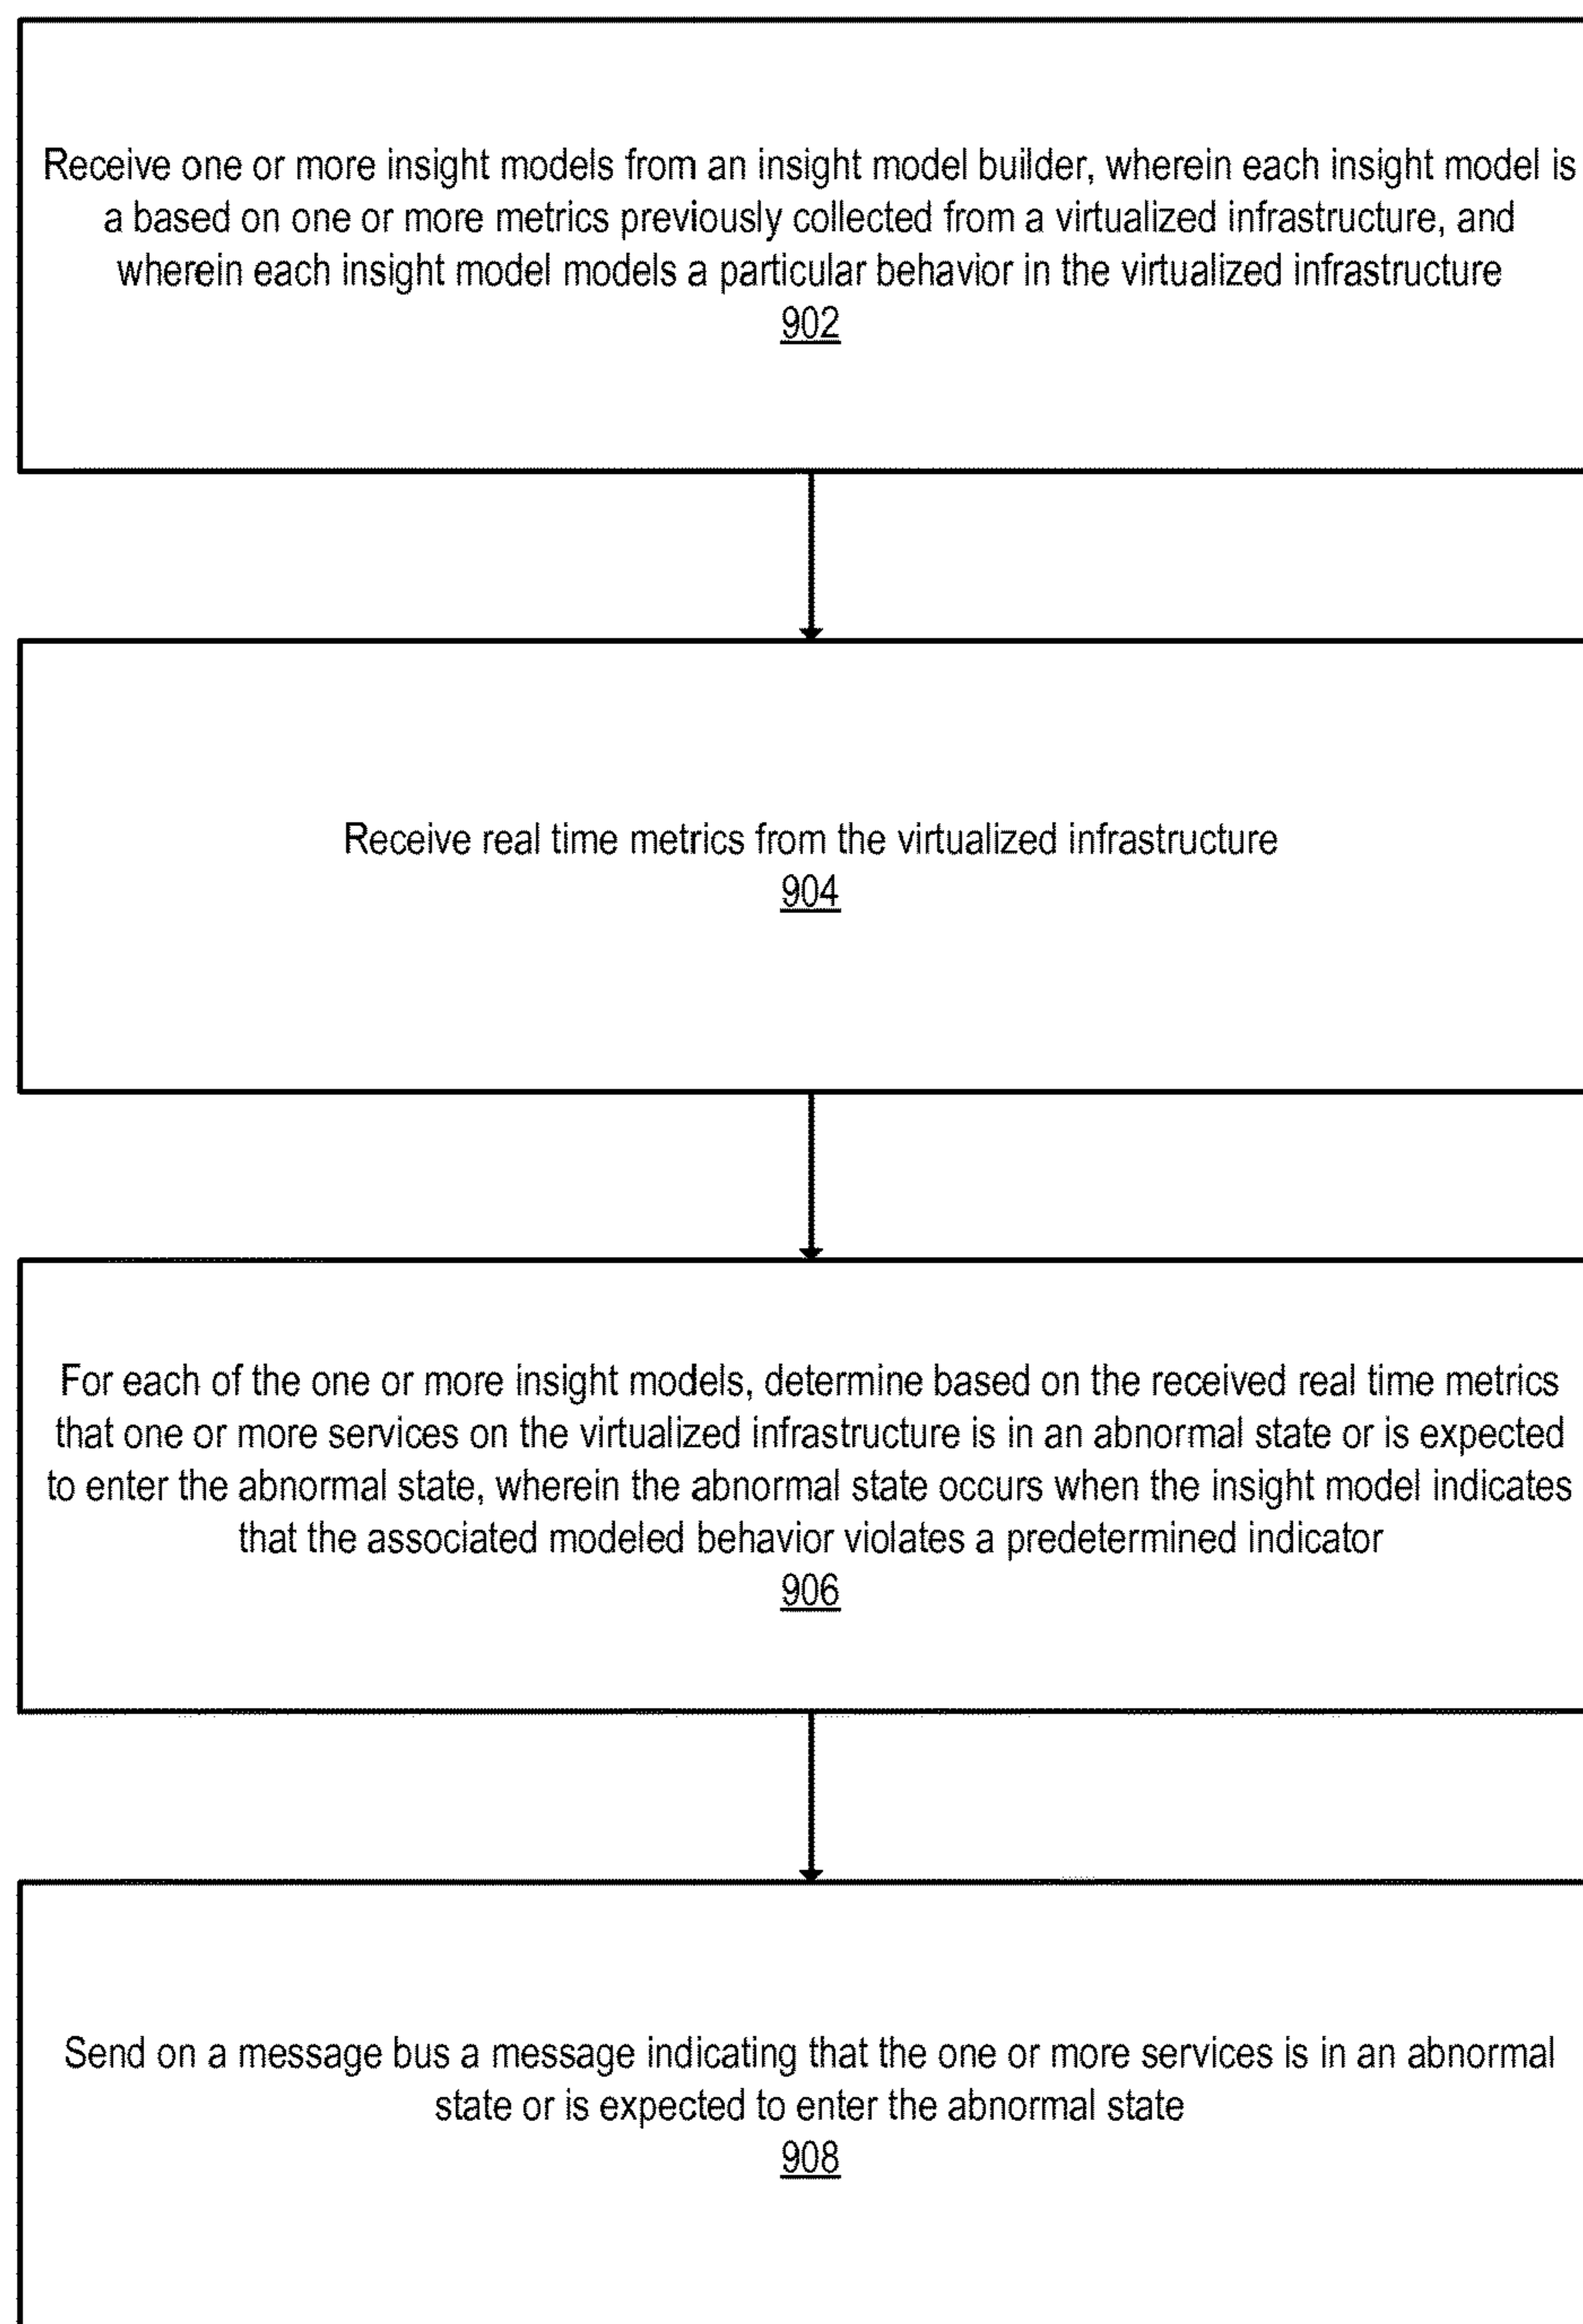 Receive one or more insight models from an insight model builder, wherein each insight model is
a based on one or more metrics previously collected from a virtualized infrastructure, and
wherein each insight model models a particular behavior in the virtualized infrastructure
902
Receive real time metrics from the virtualized infrastructure
904
For each of the one or more insight models, determine based on the received real time metrics
that one or more services on the virtualized infrastructure is in an abnormal state or is expected
to enter the abnormal state, wherein the abnormal state occurs when the insight model indicates
that the associated modeled behavior violates a predetermined indicator
906
Send on a message bus a message indicating that the one or more services is in an abnormal
state or is expected to enter the abnormal state
908